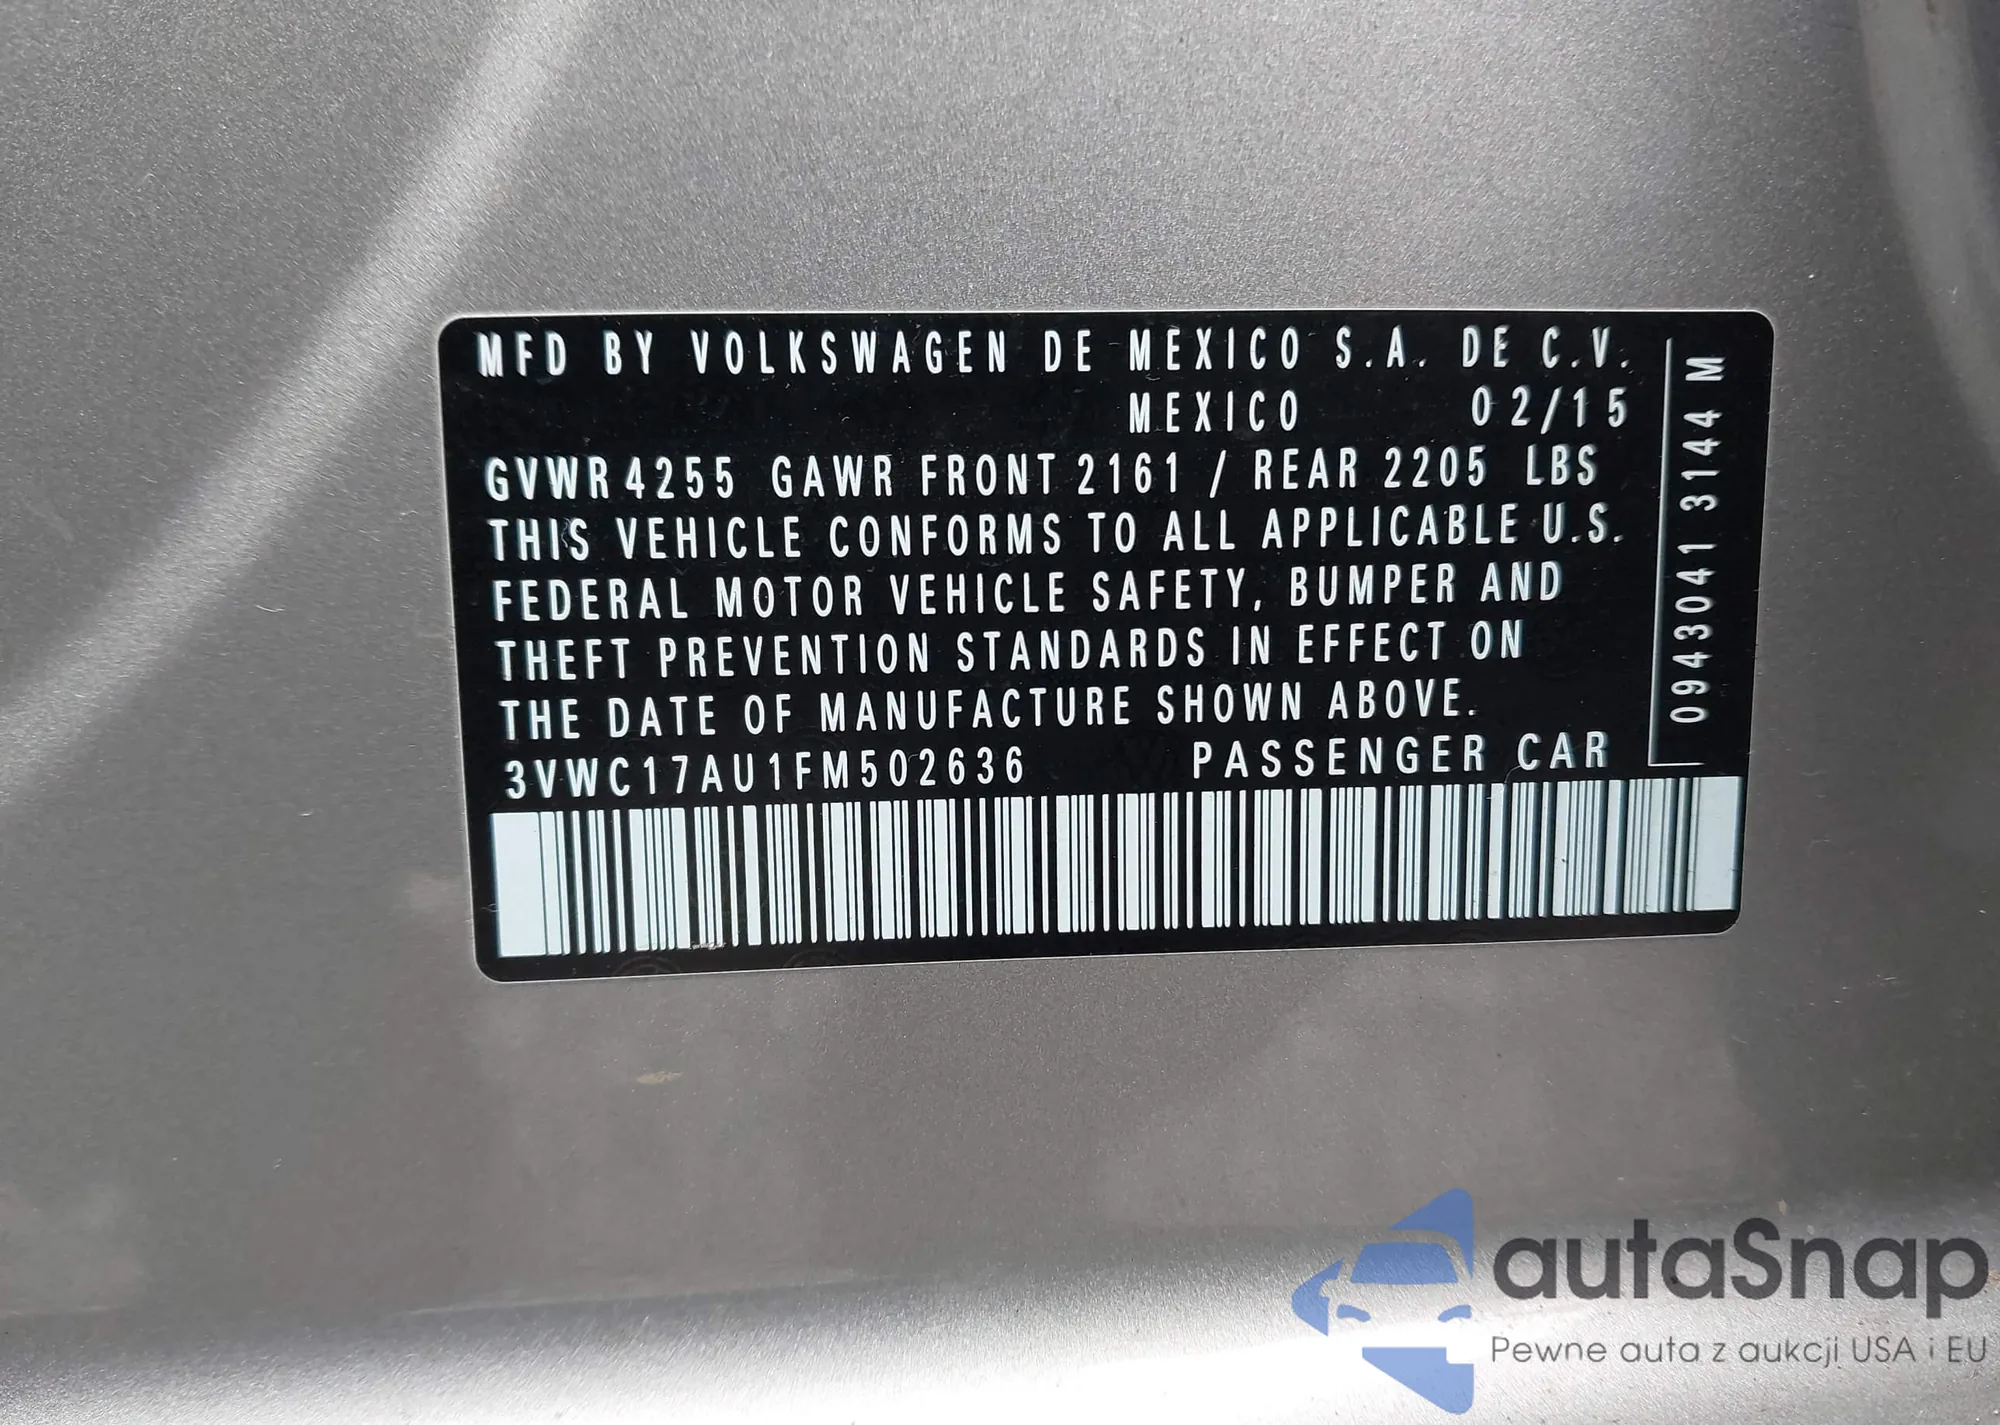 MFD BY VOLKSWAGEN DE MEXICO S.A. DE C.V.
MEXICO 02/15
GVWR 4255 GAWR FRONT 2161 / REAR 2205 LBS
THIS VEHICLE CONFORMS TO ALL APPLICABLE U.S.
FEDERAL MOTOR VEHICLE SAFETY, BUMPER AND
THEFT PREVENTION STANDARDS IN EFFECT ON
THE DATE OF MANUFACTURE SHOWN ABOVE.
3VWC17AU1FM502636 PASSENGER CAR
0943041 3144 M
autaSnap
Pewne auta z aukcji USA i EU